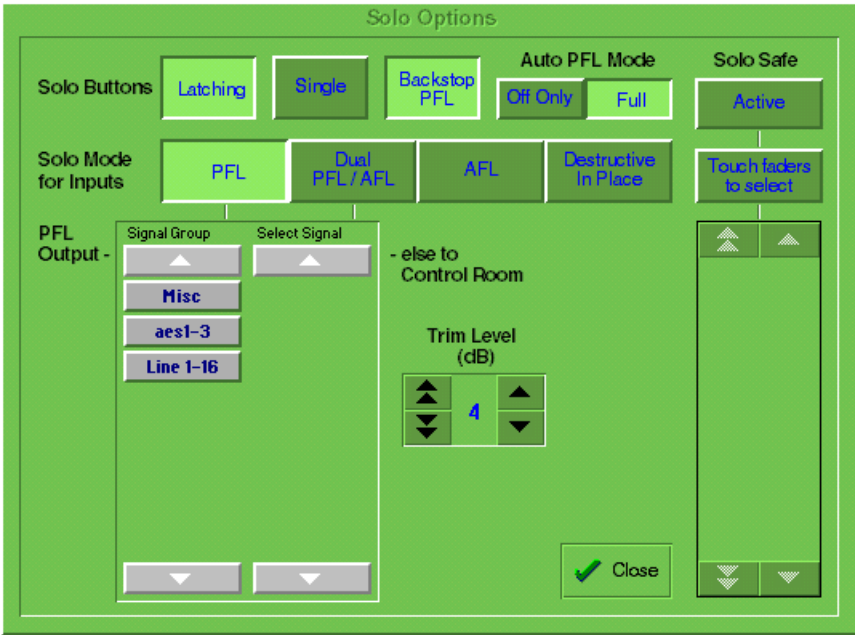 Solo Options
Auto PFL Mode
Solo Safe
Solo Buttons
Latching
Single
Backstop
PFL
Off Only
Full
Active
Solo Mode
for Inputs
PFL
Dual
PFL / AFL
AFL
Destructive
In Place
Touch faders
to select
PFL
Output -
Signal Group
Select Signal
- else to
Control Room
Misc
aes1-3
Line 1-16
Trim Level
(dB)
4
Close